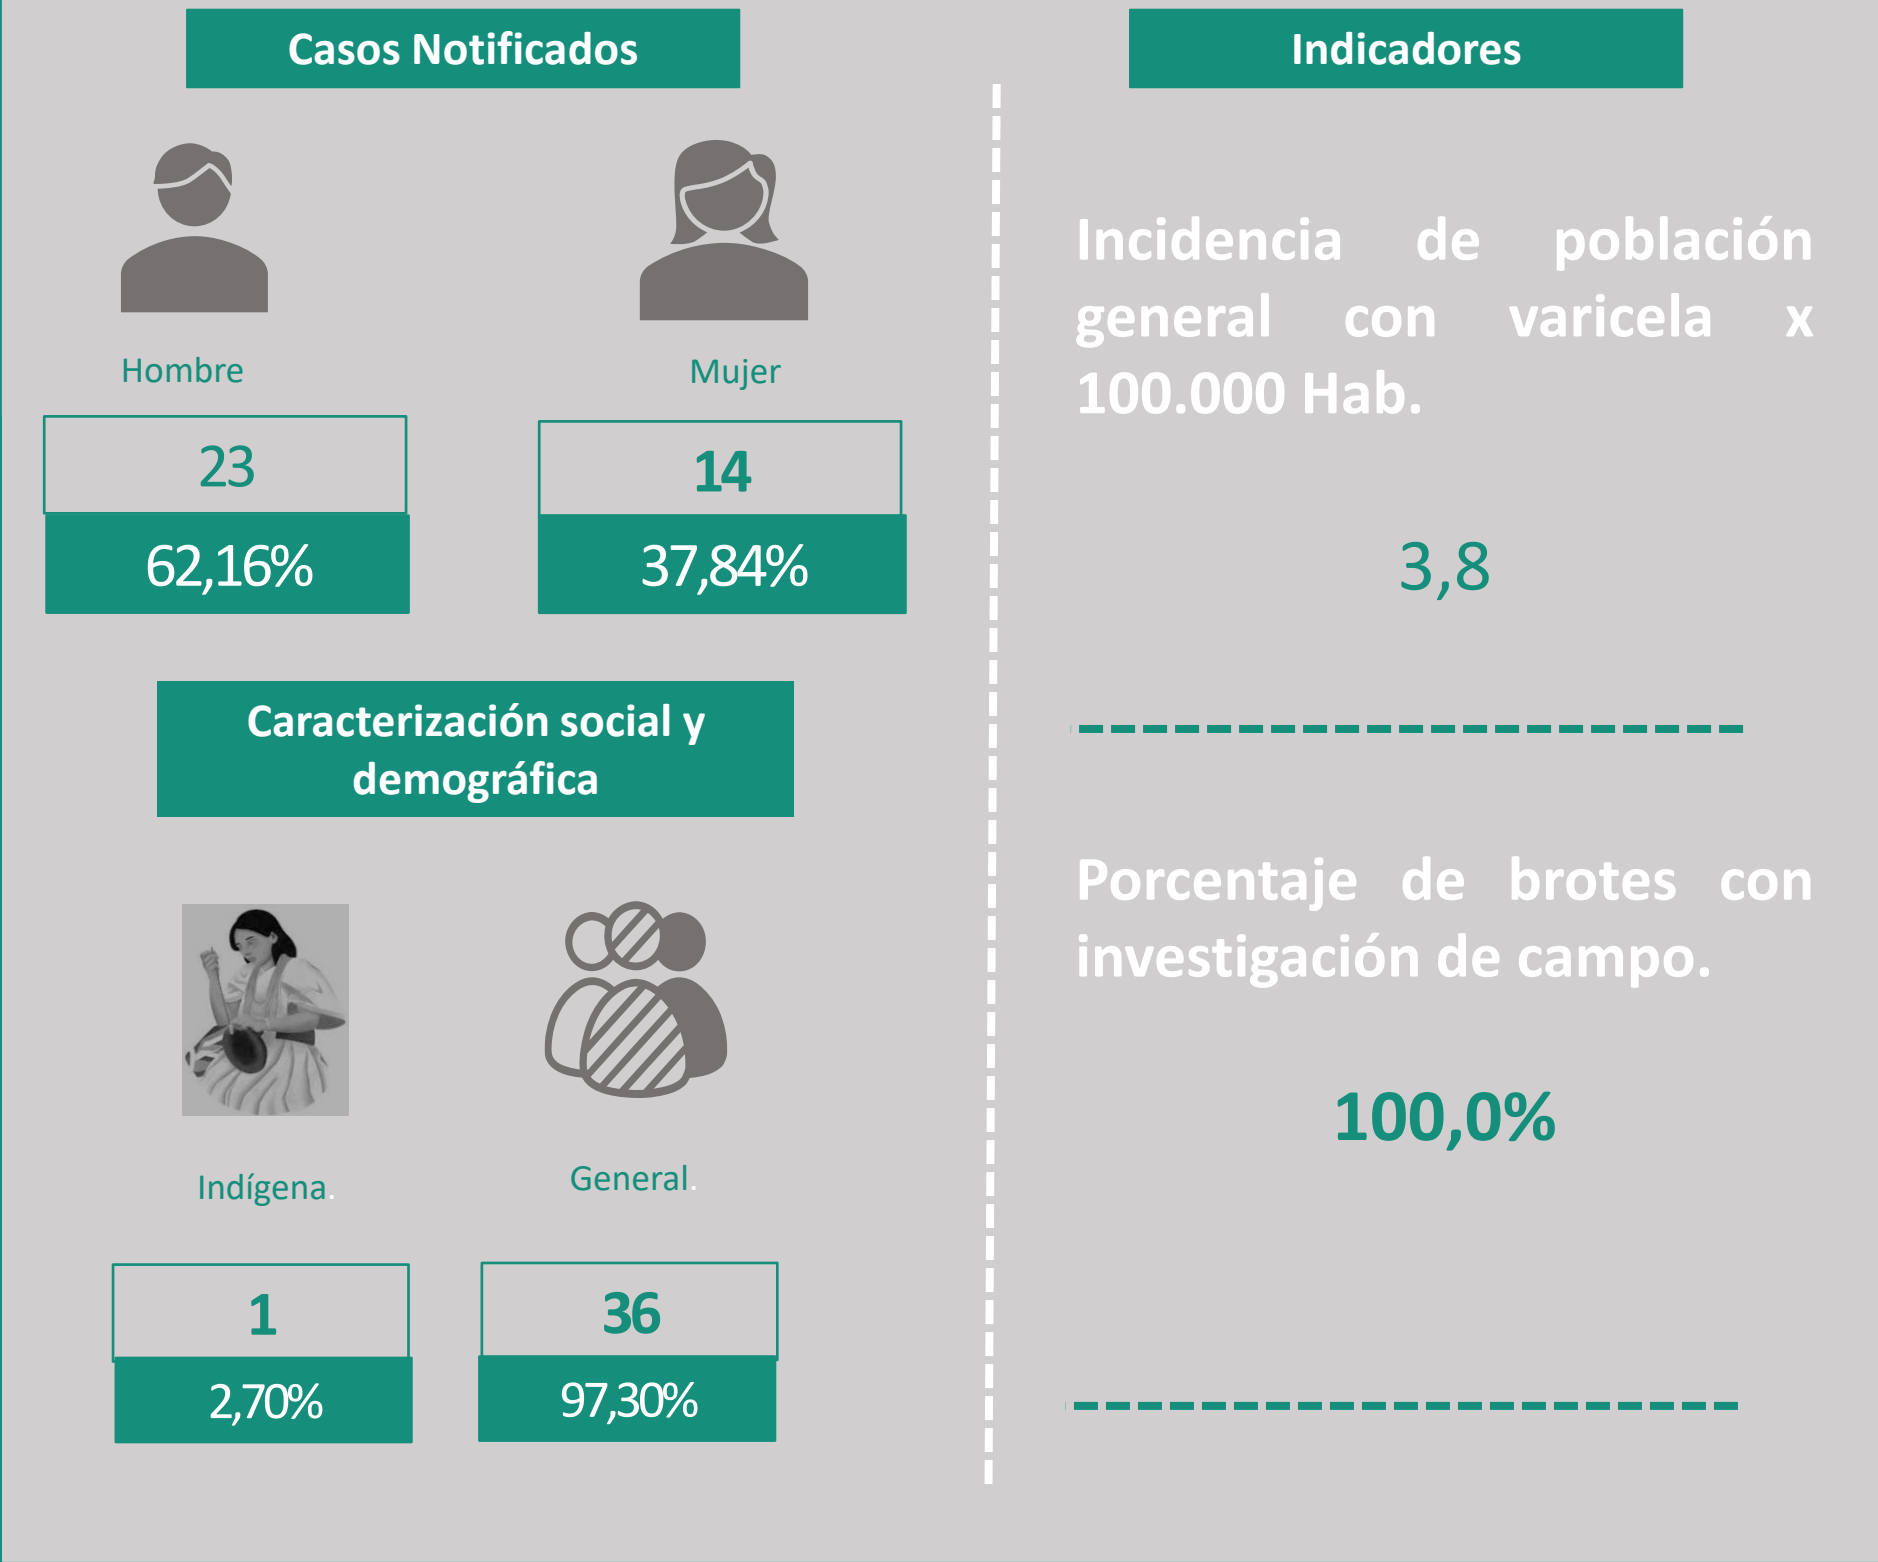 Casos Notificados
Hombre
Mujer
23
14
62,16%
37,84%
Caracterización social y
demográfica
Indígena.
General.
1
36
2,70%
97,30%
Indicadores
Incidencia de población
general con varicela x
100.000 Hab.
3,8
Porcentaje de brotes con
investigación de campo.
100,0%